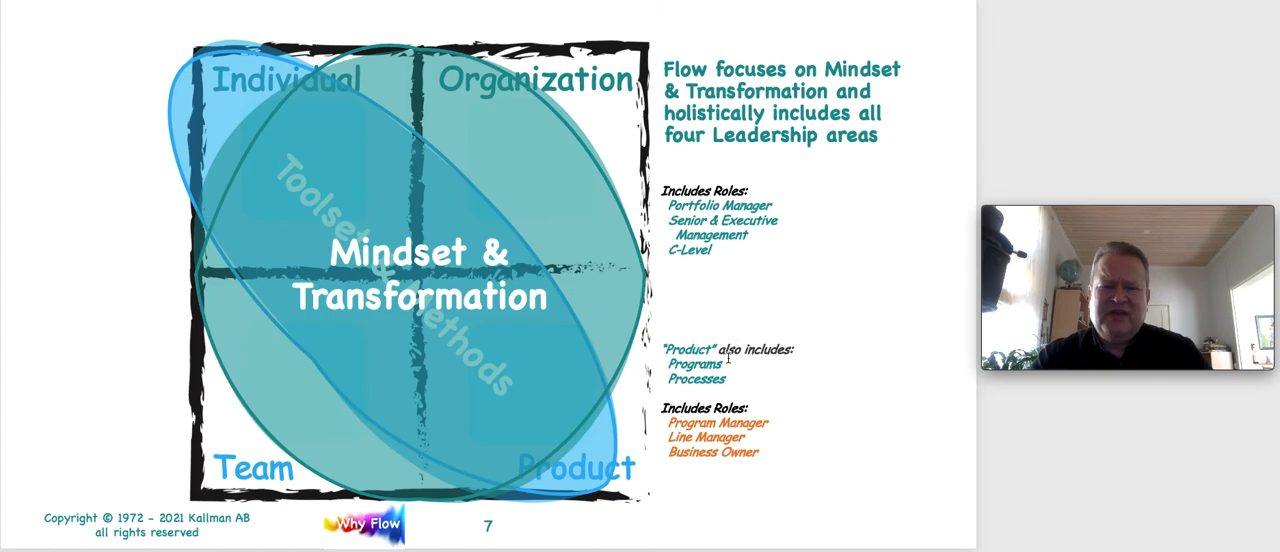 Individual
Organization
Toolset & Methods
Mindset &
Transformation
Team
Product
Flow focuses on Mindset
& Transformation and
holistically includes all
four Leadership areas
Includes Roles:
Portfolio Manager
Senior & Executive
Management
C-Level
"Product" also includes:
Programs
Processes
Includes Roles:
Program Manager
Line Manager
Business Owner
Copyright © 1972 - 2021 Kallman AB
all rights reserved
Why Flow
7